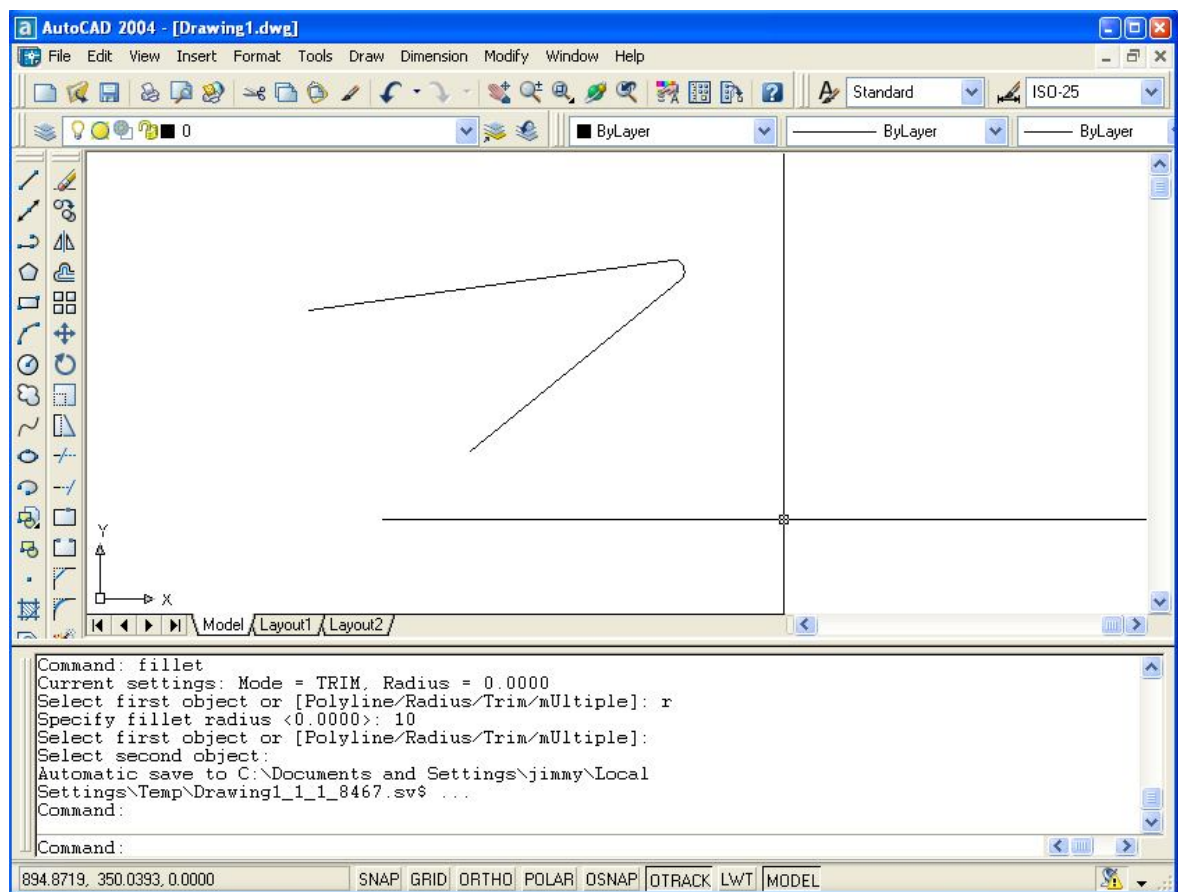 AutoCAD 2004 - [Drawing1.dwg]
File Edit View Insert Format Tools Draw Dimension Modify Window Help
Standard ISO-25
0 ByLayer ByLayer ByLayer
Y
X
Model Layout1 Layout2
Command: fillet
Current settings: Mode = TRIM, Radius = 0.0000
Select first object or [Polyline/Radius/Trim/mUltiple]: r
Specify fillet radius <0.0000>: 10
Select first object or [Polyline/Radius/Trim/mUltiple]:
Select second object:
Automatic save to C:\Documents and Settings\jimmy\Local
Settings\Temp\Drawing1_1_1_8467.sv$ ...
Command:
Command:
894.8719, 350.0393, 0.0000 SNAP GRID ORTHO POLAR OSNAP OTRACK LWT MODEL